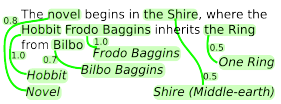 0.8 The novel begins in the Shire, where the
Hobbit Frodo Baggins inherits the Ring
1.0 from Bilbo 1.0 Frodo Baggins 0.5
0.7 Bilbo Baggins One Ring
Hobbit 0.5
Novel Shire (Middle-earth)